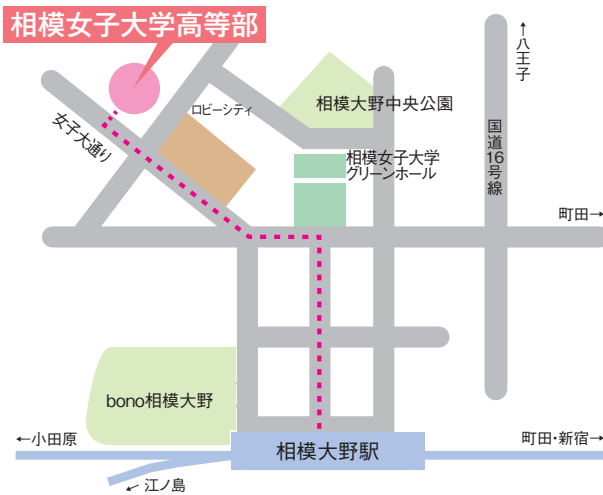 相模女子大学高等部
↑八王子
ロビーシティ
相模大野中央公園
女子大通り
国道16号線
相模女子大学
グリーンホール
町田→
bono相模大野
←小田原
相模大野駅
町田・新宿→
←江ノ島